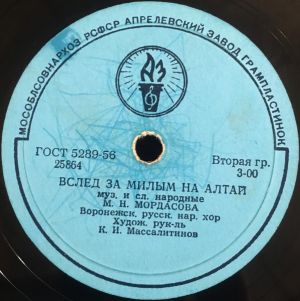 МОСОБЛСОВНАРХОЗ РСФСР АПРЕЛЕВСКИЙ ЗАВОД ГРАМПЛАСТИНОК
АЗ
ГОСТ 5289-56
25864
Вторая гр.
3-00
ВСЛЕД ЗА МИЛЫМ НА АЛТАЙ
муз. и сл. народные
М. Н. МОРДАСОВА
Воронежск. русск. нар. хор
Худож. рук-ль
К. И. Массалитинов